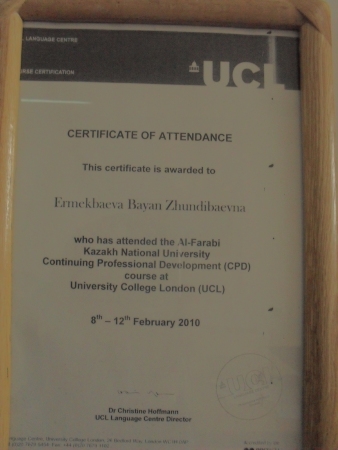 LANGUAGE CENTRE
CERTIFICATION
UCL
CERTIFICATE OF ATTENDANCE
This certificate is awarded to
Ermekbaeva Bayan Zhundibaevna
who has attended the Al-Farabi
Kazakh National University
Continuing Professional Development (CPD)
course at
University College London (UCL)
8th – 12th February 2010
Dr Christine Hoffmann
UCL Language Centre Director